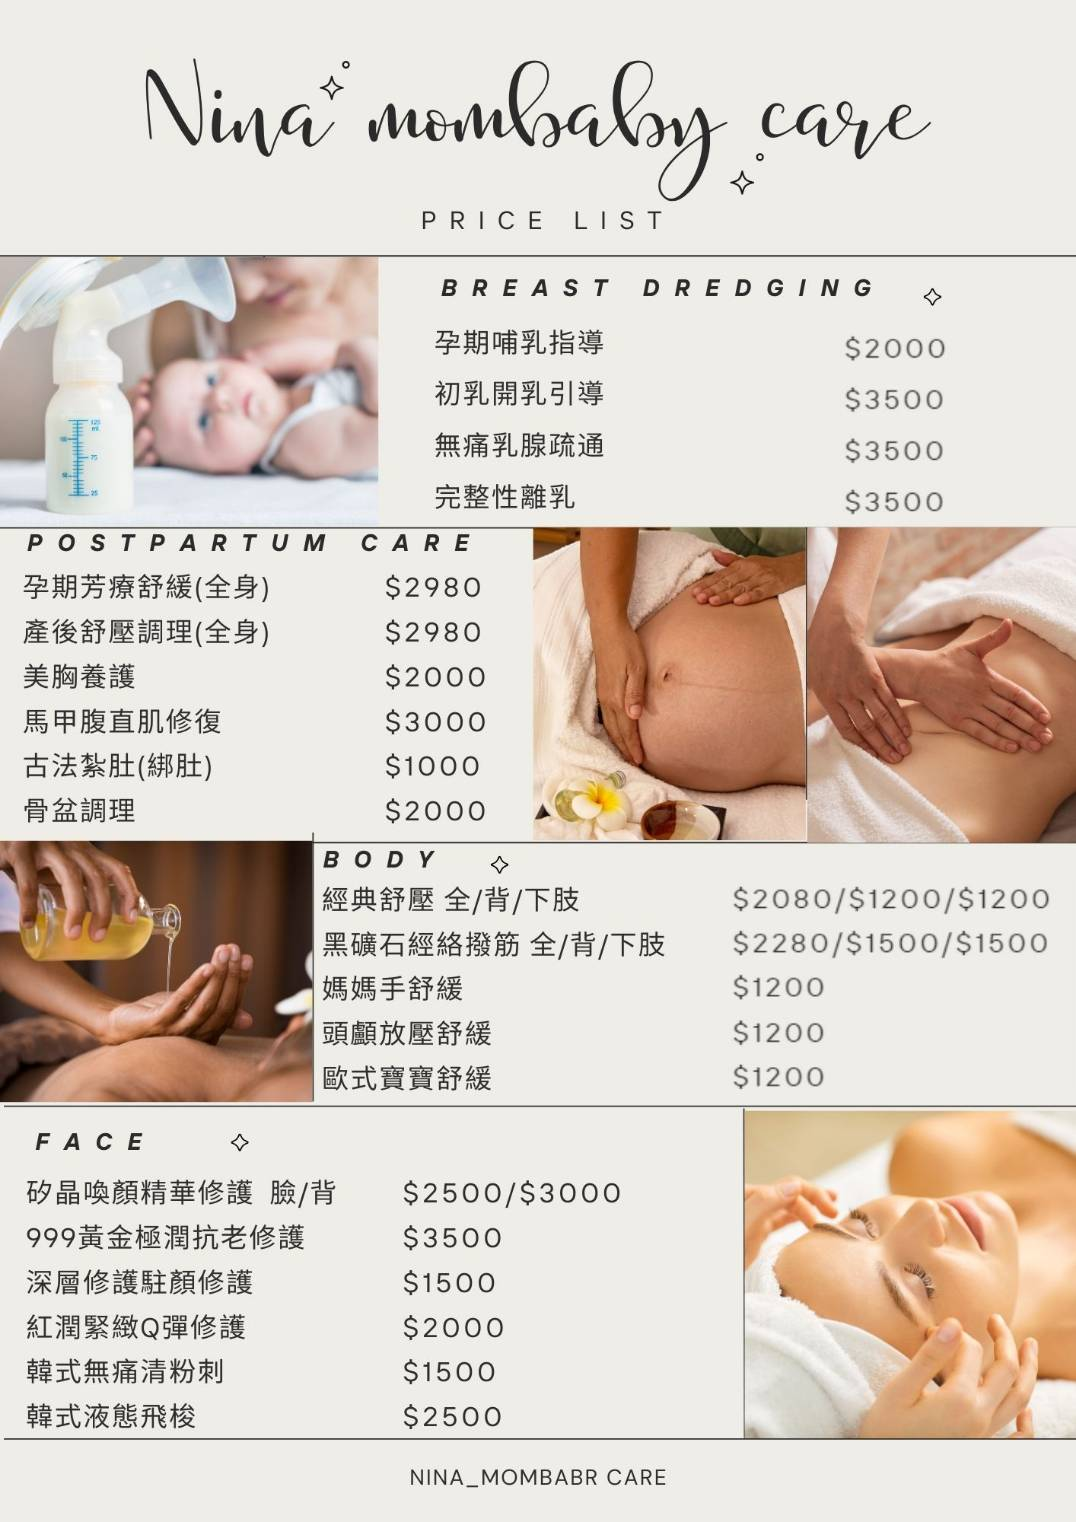 Nina mombaby care
PRICE LIST
BREAST DREDGING
孕期哺乳指導 $2000
初乳開乳引導 $3500
無痛乳腺疏通 $3500
完整性離乳 $3500
POSTPARTUM CARE
孕期芳療舒緩(全身) $2980
產後舒壓調理(全身) $2980
美胸養護 $2000
馬甲腹直肌修復 $3000
古法紮肚(綁肚) $1000
骨盆調理 $2000
BODY
經典舒壓 全/背/下肢 $2080/$1200/$1200
黑礦石經絡撥筋 全/背/下肢 $2280/$1500/$1500
媽媽手舒緩 $1200
頭顱放壓舒緩 $1200
歐式寶寶舒緩 $1200
FACE
矽晶喚顏精華修護 臉/背 $2500/$3000
999黃金極潤抗老修護 $3500
深層修護駐顏修護 $1500
紅潤緊緻Q彈修護 $2000
韓式無痛清粉刺 $1500
韓式液態飛梭 $2500
NINA_MOMBABR CARE